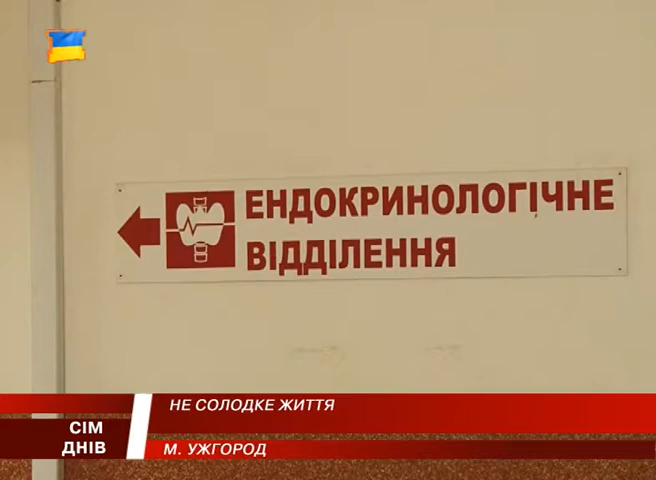 ЕНДОКРИНОЛОГІЧНЕ
ВІДДІЛЕННЯ
НЕ СОЛОДКЕ ЖИТТЯ
СІМ
ДНІВ
М. УЖГОРОД